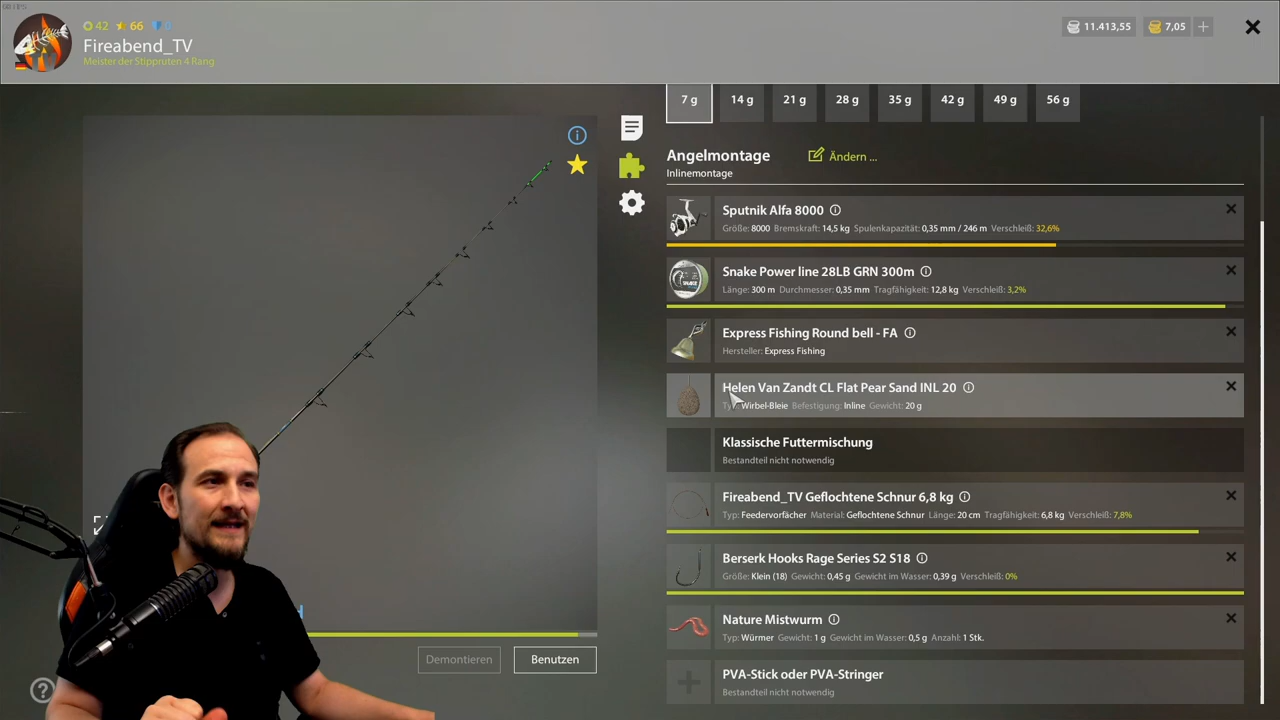 42 66 0
Fireabend_TV
Meister der Stippruten 4 Rang
11.413,55
7,05 +
7 g
14 g
21 g
28 g
35 g
42 g
49 g
56 g
Angelmontage
Ändern ...
Inlinemontage
Sputnik Alfa 8000
Größe: 8000 Bremskraft: 14,5 kg Spulenkapazität: 0,35 mm / 246 m Verschleiß: 32,6%
Snake Power line 28LB GRN 300m
Länge: 300 m Durchmesser: 0,35 mm Tragfähigkeit: 12,8 kg Verschleiß: 3,2%
Express Fishing Round bell - FA
Hersteller: Express Fishing
Helen Van Zandt CL Flat Pear Sand INL 20
Wirbel-Bleie Befestigung: Inline Gewicht: 20 g
Klassische Futtermischung
Bestandteil nicht notwendig
Fireabend_TV Geflochtene Schnur 6,8 kg
Typ: Feedervorfächer Material: Geflochtene Schnur Länge: 20 cm Tragfähigkeit: 6,8 kg Verschleiß: 7,8%
Berserk Hooks Rage Series S2 S18
Größe: Klein (18) Gewicht: 0,45 g Gewicht im Wasser: 0,39 g Verschleiß: 0%
Nature Mistwurm
Typ: Würmer Gewicht: 1 g Gewicht im Wasser: 0,5 g Anzahl: 1 Stk.
PVA-Stick oder PVA-Stringer
Bestandteil nicht notwendig
Demontieren
Benutzen
?